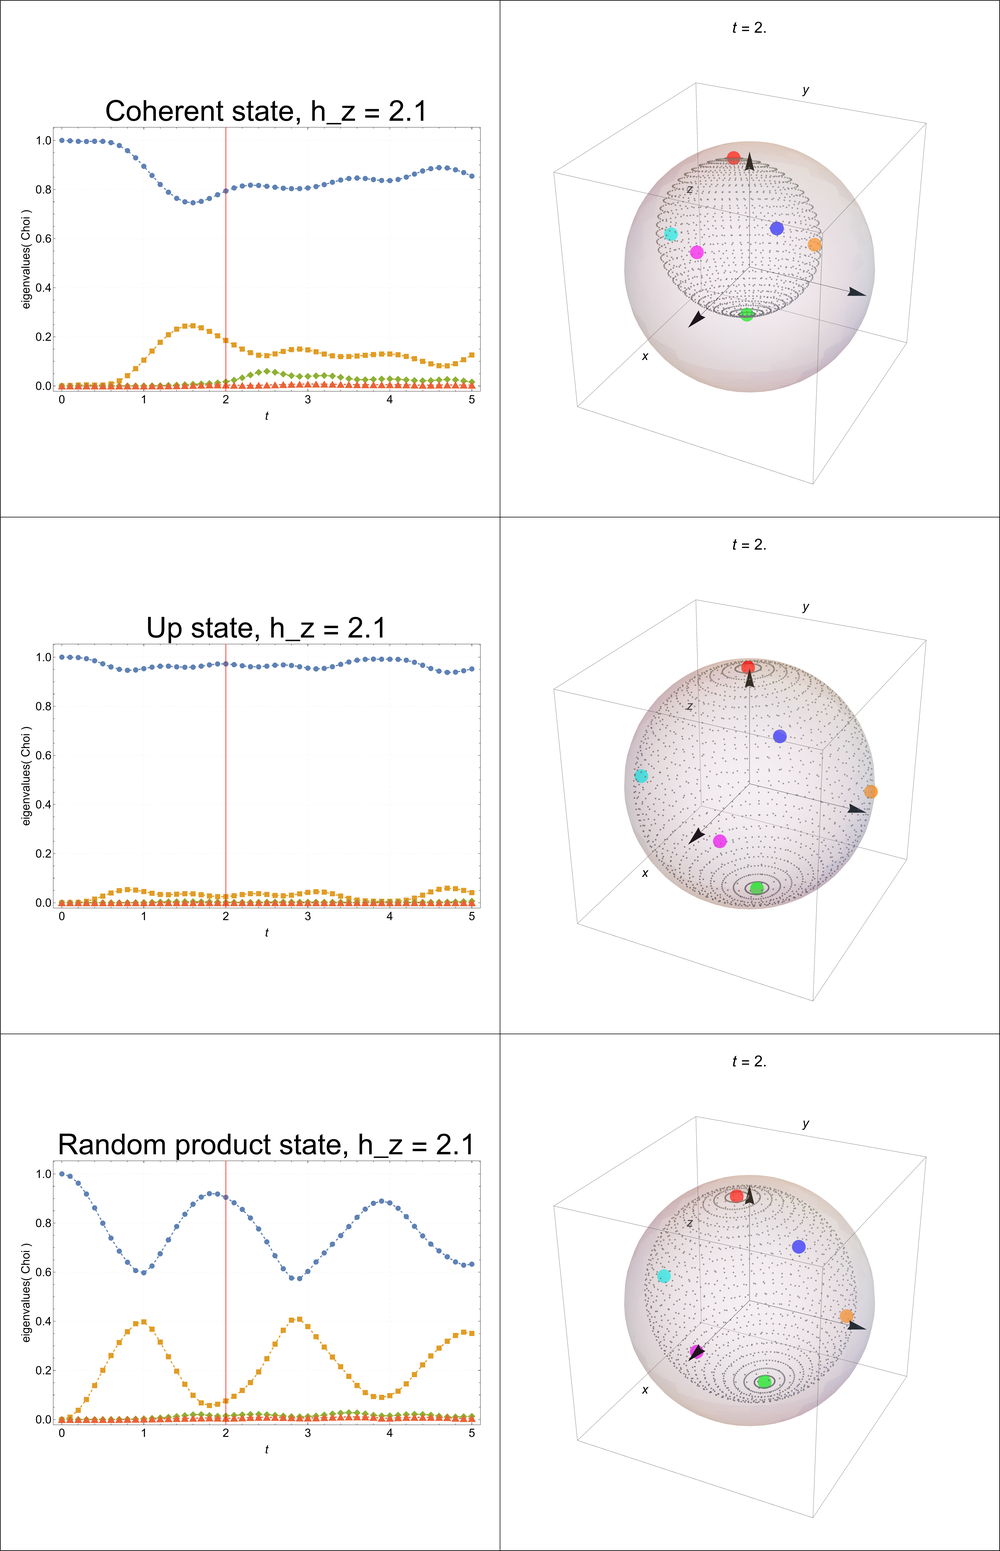 Coherent state, h_z = 2.1
eigenvalues( Choi )
1.0
0.8
0.6
0.4
0.2
0.0
0 1 2 3 4 5
t
t = 2.
y
z
x
Up state, h_z = 2.1
eigenvalues( Choi )
1.0
0.8
0.6
0.4
0.2
0.0
0 1 2 3 4 5
t
t = 2.
y
z
x
Random product state, h_z = 2.1
eigenvalues( Choi )
1.0
0.8
0.6
0.4
0.2
0.0
0 1 2 3 4 5
t
t = 2.
y
z
x